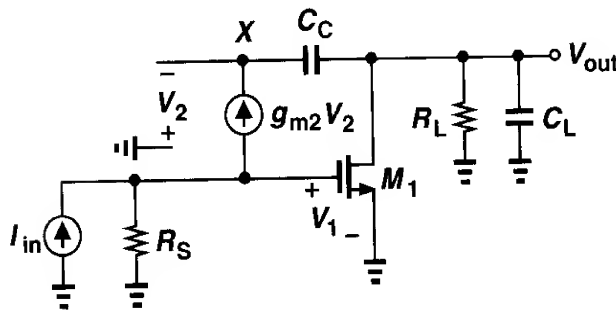 X
C_C
V_out
−
V_2
+
g_m2 V_2
R_L
C_L
+
V_1
−
M_1
I_in
R_S